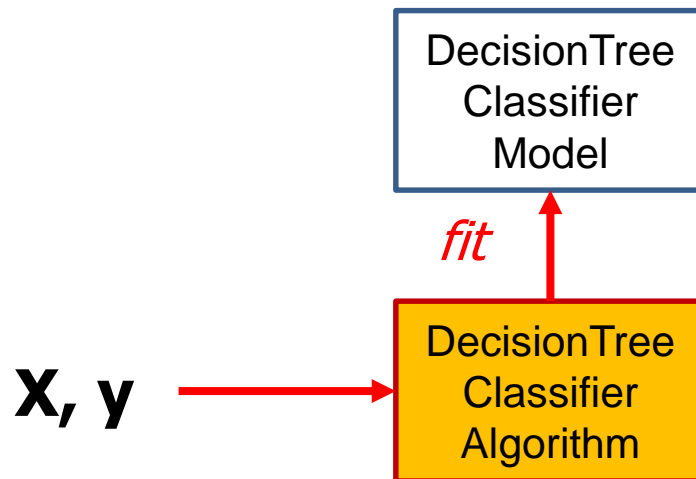 DecisionTree
Classifier
Model
fit
X, y
DecisionTree
Classifier
Algorithm